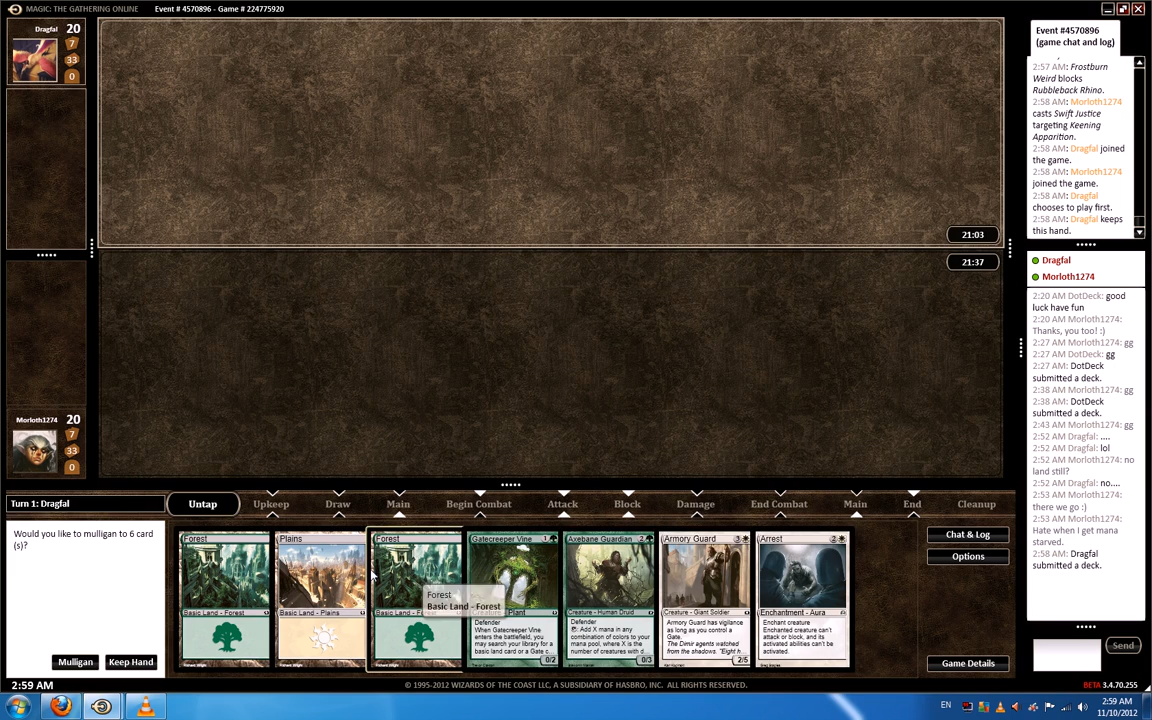 MAGIC: THE GATHERING ONLINE Event # 4570896 - Game # 224775920
Dragfal 20
7
33
0
21:03
21:37
Morloth1274 20
7
33
0
Event #4570896
(game chat and log)
2:57 AM: Frostburn
Weird blocks
Rubbleback Rhino.
2:58 AM: Morloth1274
casts Swift Justice
targeting Keening
Apparition.
2:58 AM: Dragfal joined
the game.
2:58 AM: Morloth1274
joined the game.
2:58 AM: Dragfal
chooses to play first.
2:58 AM: Dragfal keeps
this hand.
Dragfal
Morloth1274
2:20 AM DotDeck: good
luck have fun
2:20 AM Morloth1274:
Thanks, you too! :)
2:27 AM Morloth1274: gg
2:27 AM DotDeck: gg
2:27 AM: DotDeck
submitted a deck.
2:38 AM Morloth1274: gg
2:38 AM: DotDeck
submitted a deck.
2:43 AM Morloth1274: gg
2:52 AM Dragfal: ....
2:52 AM Dragfal: lol
2:52 AM Morloth1274: no
land still?
2:52 AM Dragfal: no....
2:53 AM Morloth1274:
there we go :)
2:53 AM Morloth1274:
Hate when I get mana
starved.
2:58 AM: Dragfal
submitted a deck.
Send
Turn 1: Dragfal
Untap Upkeep Draw Main Begin Combat Attack Block Damage End Combat Main End Cleanup
Would you like to mulligan to 6 card
(s)?
Mulligan Keep Hand
Forest
Basic Land - Forest
Plains
Basic Land - Plains
Forest
Basic Land - Forest
Forest
Basic Land - Forest
Gatecreeper Vine 1
Plant
Defender
When Gatecreeper Vine
enters the battlefield, you
may search your library for
a basic land card or a Gate c
0/2
Axebane Guardian 2
Creature - Human Druid
Defender
: Add X mana in any
combination of colors to your
mana pool, where X is the
number of creatures with d
0/3
Armory Guard 3
Creature - Giant Soldier
Armory Guard has vigilance
as long as you control a
Gate.
The Dimir agents watched
from the shadows. "Eight h
2/5
Arrest 2
Enchantment - Aura
Enchant creature
Enchanted creature can't
attack or block, and its
activated abilities can't be
activated.
Chat & Log
Options
Game Details
2:59 AM
© 1995-2012 WIZARDS OF THE COAST LLC, A SUBSIDIARY OF HASBRO, INC. ALL RIGHTS RESERVED.
BETA 3.4.70.255
EN
2:59 AM
11/10/2012